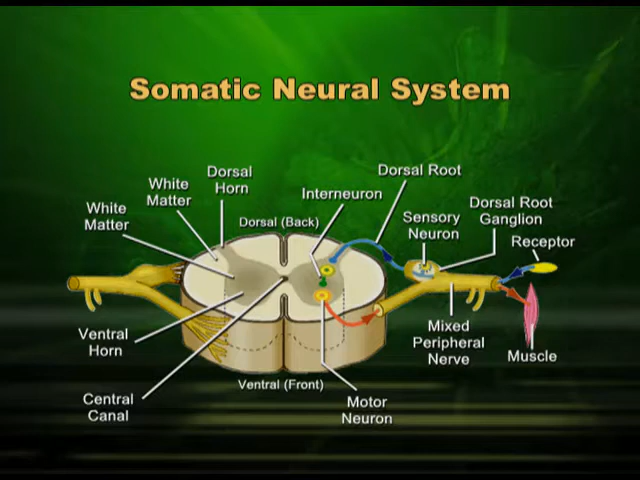 Somatic Neural System
Dorsal
Horn
White
Matter
White
Matter
Dorsal (Back)
Interneuron
Dorsal Root
Sensory
Neuron
Dorsal Root
Ganglion
Receptor
Ventral
Horn
Central
Canal
Ventral (Front)
Motor
Neuron
Mixed
Peripheral
Nerve
Muscle